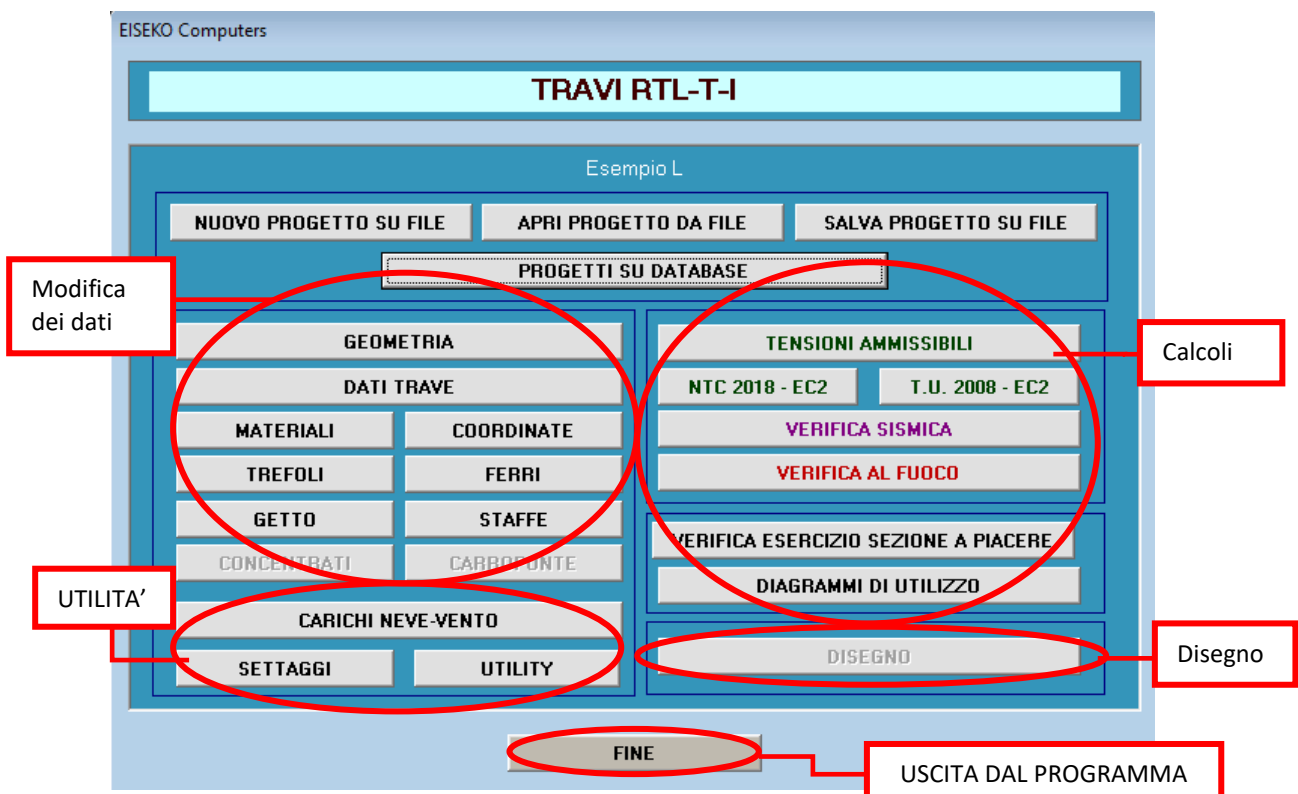 EISEKO Computers
TRAVI RTL-T-I
Esempio L
NUOVO PROGETTO SU FILE
APRI PROGETTO DA FILE
SALVA PROGETTO SU FILE
PROGETTI SU DATABASE
Modifica
dei dati
GEOMETRIA
DATI TRAVE
MATERIALI
COORDINATE
TREFOLI
FERRI
GETTO
STAFFE
CONCENTRATI
CARROPONTE
UTILITA’
CARICHI NEVE-VENTO
SETTAGGI
UTILITY
TENSIONI AMMISSIBILI
Calcoli
NTC 2018 - EC2
T.U. 2008 - EC2
VERIFICA SISMICA
VERIFICA AL FUOCO
VERIFICA ESERCIZIO SEZIONE A PIACERE
DIAGRAMMI DI UTILIZZO
DISEGNO
Disegno
FINE
USCITA DAL PROGRAMMA